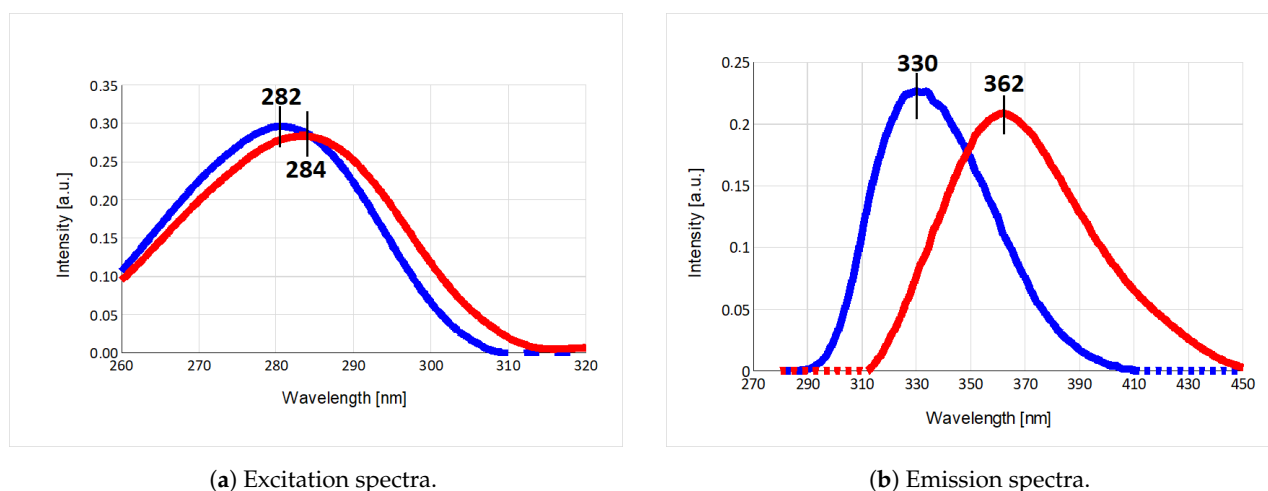 282
284
0.35
0.30
0.25
0.20
0.15
0.10
0.05
0.00
Intensity [a.u.]
260 270 280 290 300 310 320
Wavelength [nm]
(a) Excitation spectra.
330
362
0.25
0.2
0.15
0.1
0.05
0
Intensity [a.u.]
270 290 310 330 350 370 390 410 430 450
Wavelength [nm]
(b) Emission spectra.